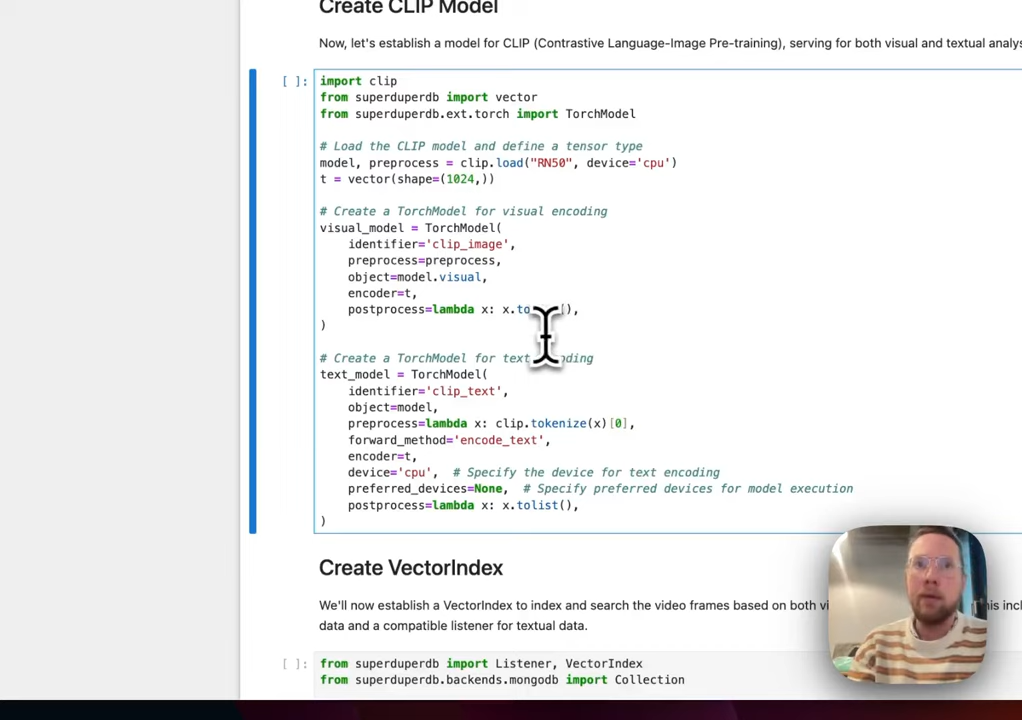 Create CLIP Model
Now, let's establish a model for CLIP (Contrastive Language-Image Pre-training), serving for both visual and textual analys
[ ]:
import clip
from superduperdb import vector
from superduperdb.ext.torch import TorchModel
# Load the CLIP model and define a tensor type
model, preprocess = clip.load("RN50", device='cpu')
t = vector(shape=(1024,))
# Create a TorchModel for visual encoding
visual_model = TorchModel(
    identifier='clip_image',
    preprocess=preprocess,
    object=model.visual,
    encoder=t,
    postprocess=lambda x: x.to (),
)
# Create a TorchModel for text ding
text_model = TorchModel(
    identifier='clip_text',
    object=model,
    preprocess=lambda x: clip.tokenize(x)[0],
    forward_method='encode_text',
    encoder=t,
    device='cpu',  # Specify the device for text encoding
    preferred_devices=None,  # Specify preferred devices for model execution
    postprocess=lambda x: x.tolist(),
)
Create VectorIndex
We'll now establish a VectorIndex to index and search the video frames based on both vi his incl
data and a compatible listener for textual data.
[ ]:
from superduperdb import Listener, VectorIndex
from superduperdb.backends.mongodb import Collection